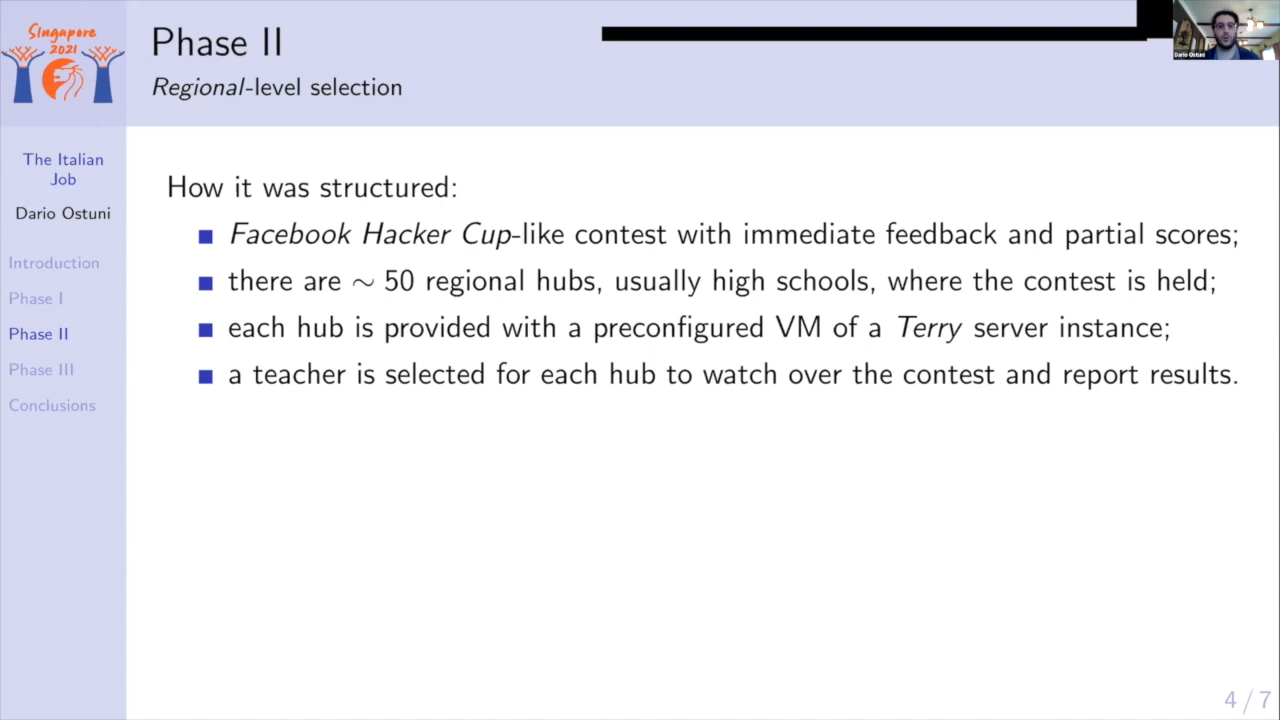 Singapore
2021
Phase II
Regional-level selection
Dario Ostuni
The Italian
Job
Dario Ostuni
Introduction
Phase I
Phase II
Phase III
Conclusions
How it was structured:
Facebook Hacker Cup-like contest with immediate feedback and partial scores;
there are ∼ 50 regional hubs, usually high schools, where the contest is held;
each hub is provided with a preconfigured VM of a Terry server instance;
a teacher is selected for each hub to watch over the contest and report results.
4 / 7